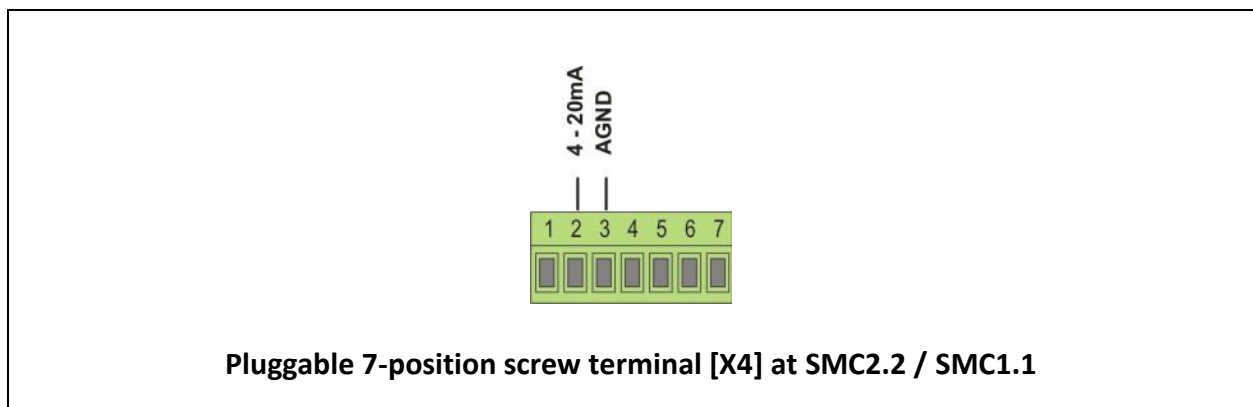 4 - 20mA
AGND
1 2 3 4 5 6 7
Pluggable 7-position screw terminal [X4] at SMC2.2 / SMC1.1